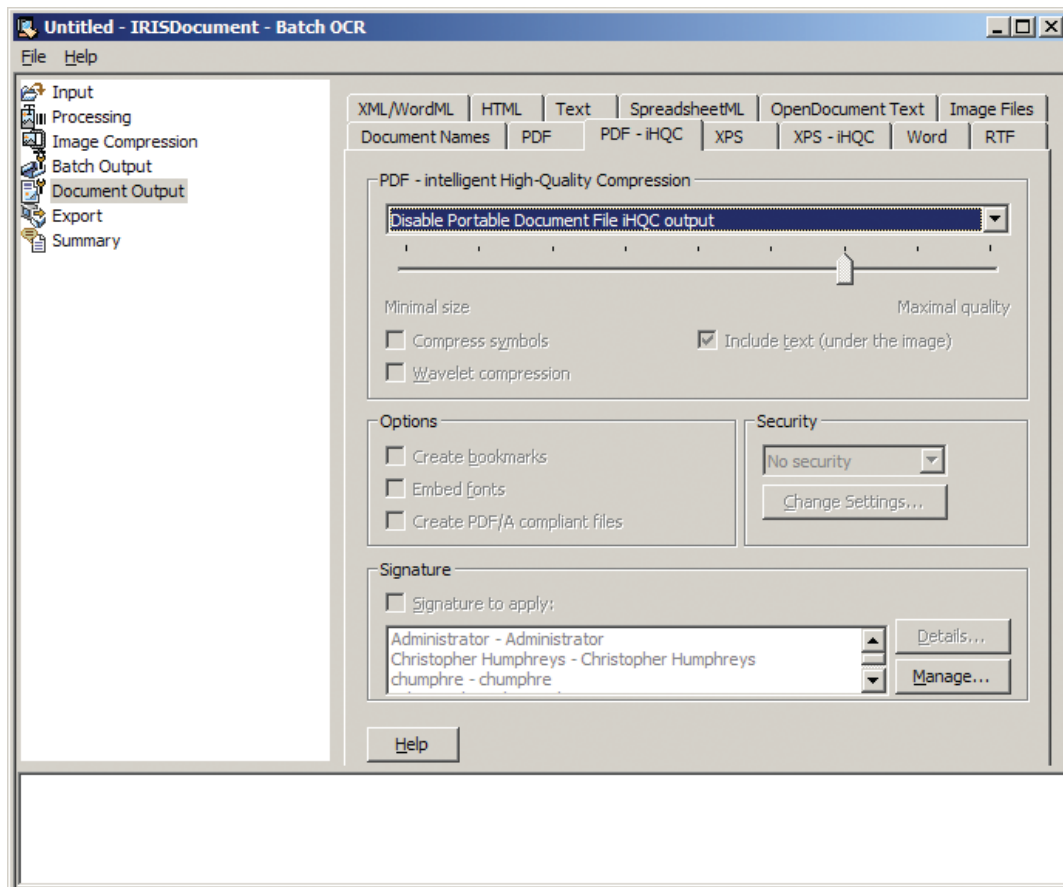 Untitled - IRISDocument - Batch OCR
File Help
Input
Processing
Image Compression
Batch Output
Document Output
Export
Summary
XML/WordML HTML Text SpreadsheetML OpenDocument Text Image Files
Document Names PDF PDF - iHQC XPS XPS - iHQC Word RTF
PDF - intelligent High-Quality Compression
Disable Portable Document File iHQC output
Minimal size Maximal quality
Compress symbols Include text (under the image)
Wavelet compression
Options
Create bookmarks
Embed fonts
Create PDF/A compliant files
Security
No security
Change Settings...
Signature
Signature to apply:
Administrator - Administrator
Christopher Humphreys - Christopher Humphreys
chumphre - chumphre
Details...
Manage...
Help